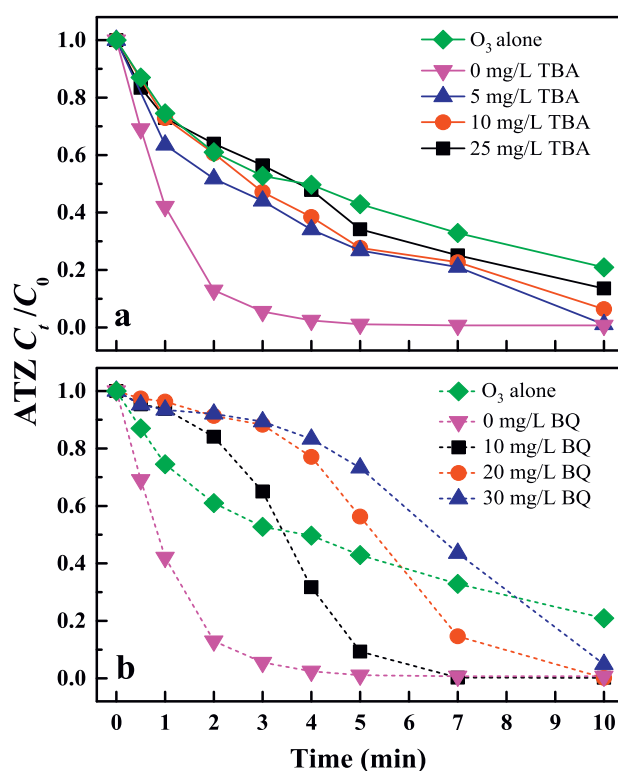 ATZ Cₜ/C₀
1.0
0.8
0.6
0.4
0.2
0.0
a
O₃ alone
0 mg/L TBA
5 mg/L TBA
10 mg/L TBA
25 mg/L TBA
1.0
0.8
0.6
0.4
0.2
0.0
b
O₃ alone
0 mg/L BQ
10 mg/L BQ
20 mg/L BQ
30 mg/L BQ
0 1 2 3 4 5 6 7 8 9 10
Time (min)